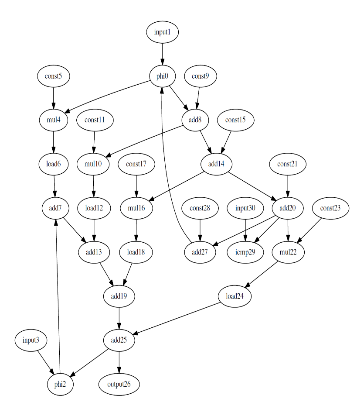 input1
const5
phi0
const9
mul4
const11
add8
const15
load6
mul10
const17
add14
const21
add7
load12
mul16
const28
input30
add20
const23
add13
load18
add27
icmp29
mul22
add19
load24
input3
add25
phi2
output26